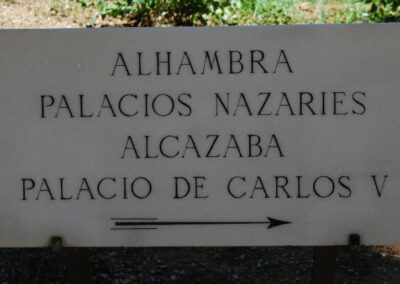 ALHAMBRA
PALACIOS NAZARIES
ALCAZABA
PALACIO DE CARLOS V